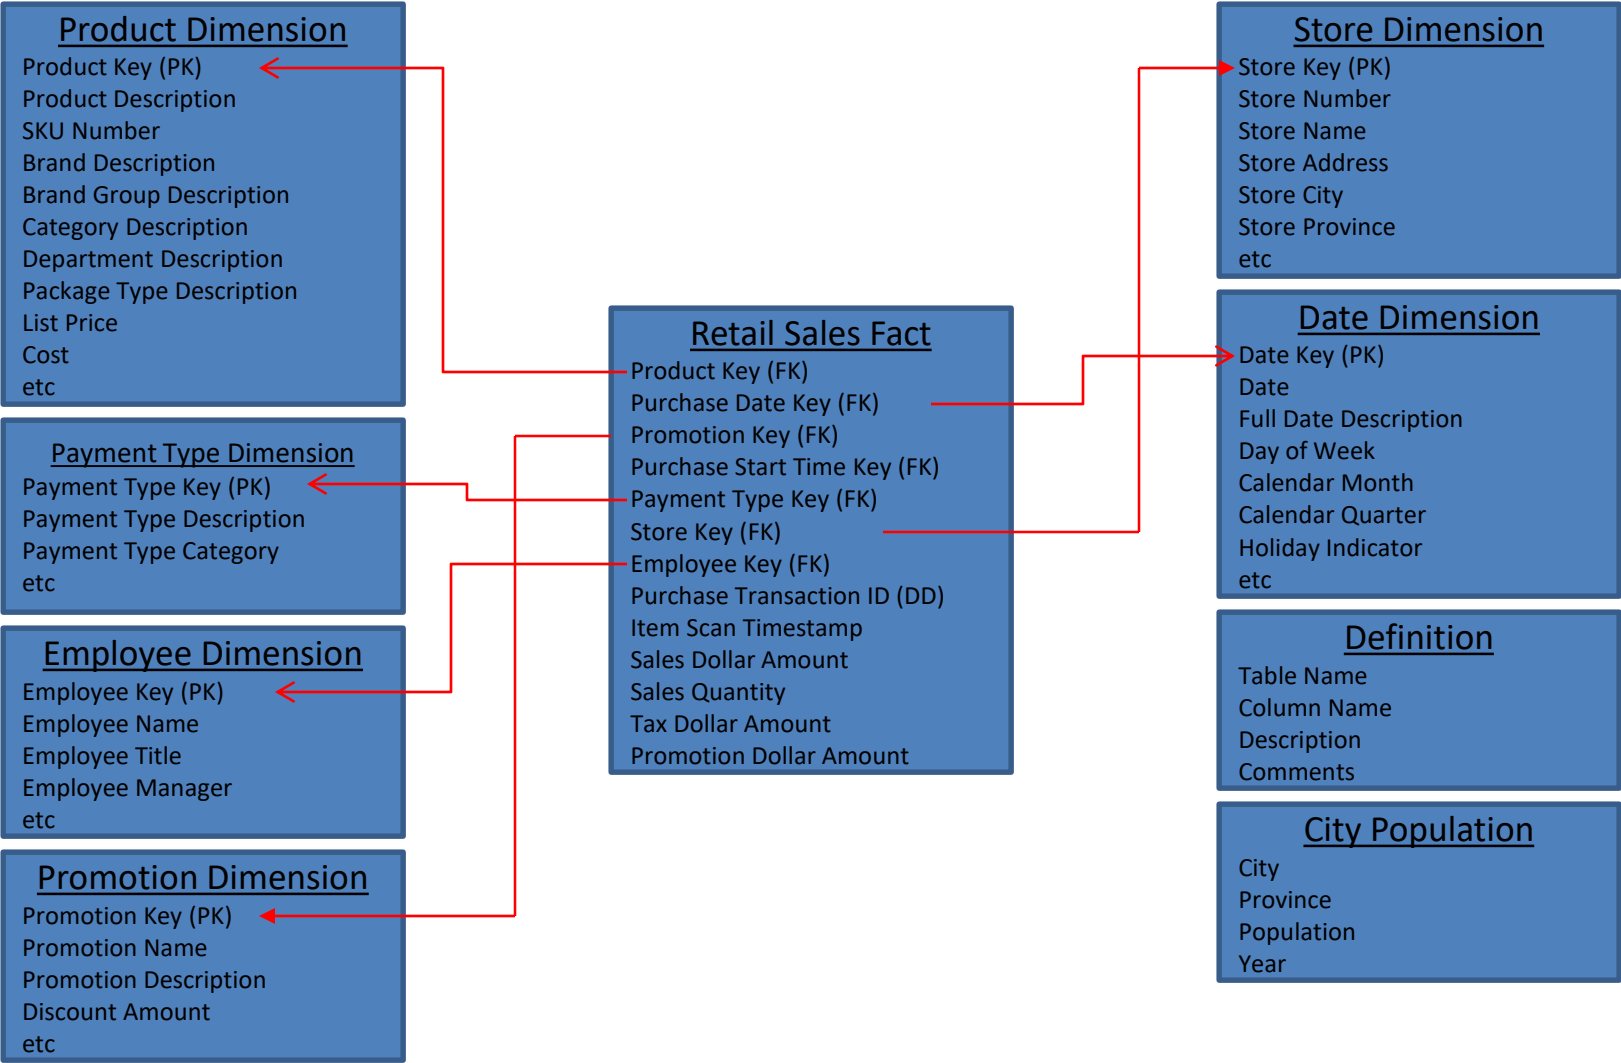 Product Dimension
Product Key (PK)
Product Description
SKU Number
Brand Description
Brand Group Description
Category Description
Department Description
Package Type Description
List Price
Cost
etc
Payment Type Dimension
Payment Type Key (PK)
Payment Type Description
Payment Type Category
etc
Employee Dimension
Employee Key (PK)
Employee Name
Employee Title
Employee Manager
etc
Promotion Dimension
Promotion Key (PK)
Promotion Name
Promotion Description
Discount Amount
etc
Retail Sales Fact
Product Key (FK)
Purchase Date Key (FK)
Promotion Key (FK)
Purchase Start Time Key (FK)
Payment Type Key (FK)
Store Key (FK)
Employee Key (FK)
Purchase Transaction ID (DD)
Item Scan Timestamp
Sales Dollar Amount
Sales Quantity
Tax Dollar Amount
Promotion Dollar Amount
Store Dimension
Store Key (PK)
Store Number
Store Name
Store Address
Store City
Store Province
etc
Date Dimension
Date Key (PK)
Date
Full Date Description
Day of Week
Calendar Month
Calendar Quarter
Holiday Indicator
etc
Definition
Table Name
Column Name
Description
Comments
City Population
City
Province
Population
Year